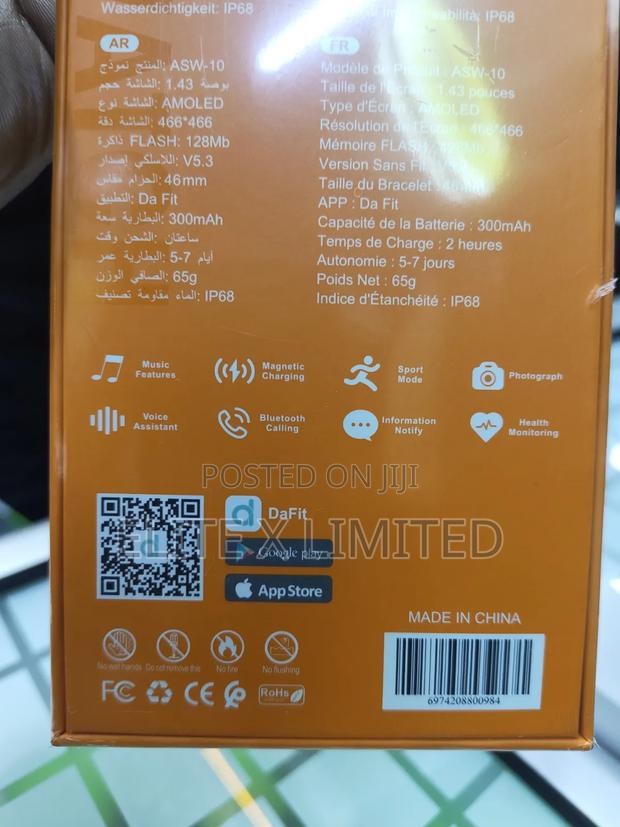 Wasserdichtigkeit: IP68
IP68
AR
المنتج نموذج: ASW-10
بوصة 1.43 :الشاشة حجم
الشاشة نوع: AMOLED
الشاشة دقة: 466*466
ذاكرة FLASH: 128Mb
اللاسلكي إصدار: V5.3
الحزام مقاس: 46mm
التطبيق: Da Fit
البطارية سعة: 300mAh
ساعتان :الشحن وقت
أيام 5-7 :البطارية عمر
الصافي الوزن: 65g
الماء مقاومة تصنيف: IP68
FR
Modèle de Produit : ASW-10
Taille de l'Écran : 1.43 pouces
Type d'Écran : AMOLED
Résolution de l'Écran : 466*466
Mémoire FLASH : 128Mb
Version Sans Fil
Taille du Bracelet : 46mm
APP : Da Fit
Capacité de la Batterie : 300mAh
Temps de Charge : 2 heures
Autonomie : 5-7 jours
Poids Net : 65g
Indice d'Étanchéité : IP68
Music Features
Magnetic Charging
Sport Mode
Photograph
Voice Assistant
Bluetooth Calling
Information Notify
Health Monitoring
POSTED ON JIJI
DaFit
LIMITED
Google play
App Store
MADE IN CHINA
6974208800984
No wet hands
Do not remove this
No fire
No flushing
FC
CE
RoHs